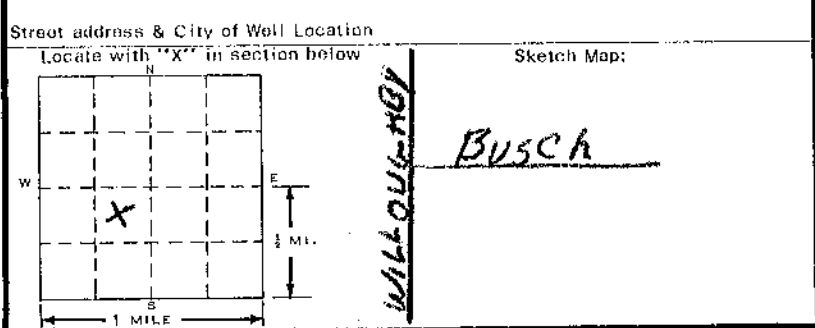 Street address & City of Well Location
Locate with "X" in section below
Sketch Map:
N
W
E
S
X
½ MI.
1 MILE
WILLOUGHBY
Busch